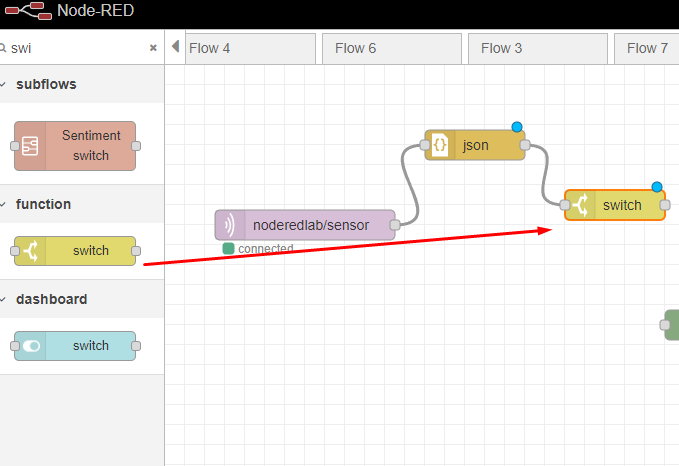 Node-RED
swi
Flow 4
Flow 6
Flow 3
Flow 7
subflows
Sentiment
switch
function
switch
dashboard
switch
json
switch
noderedlab/sensor
connected